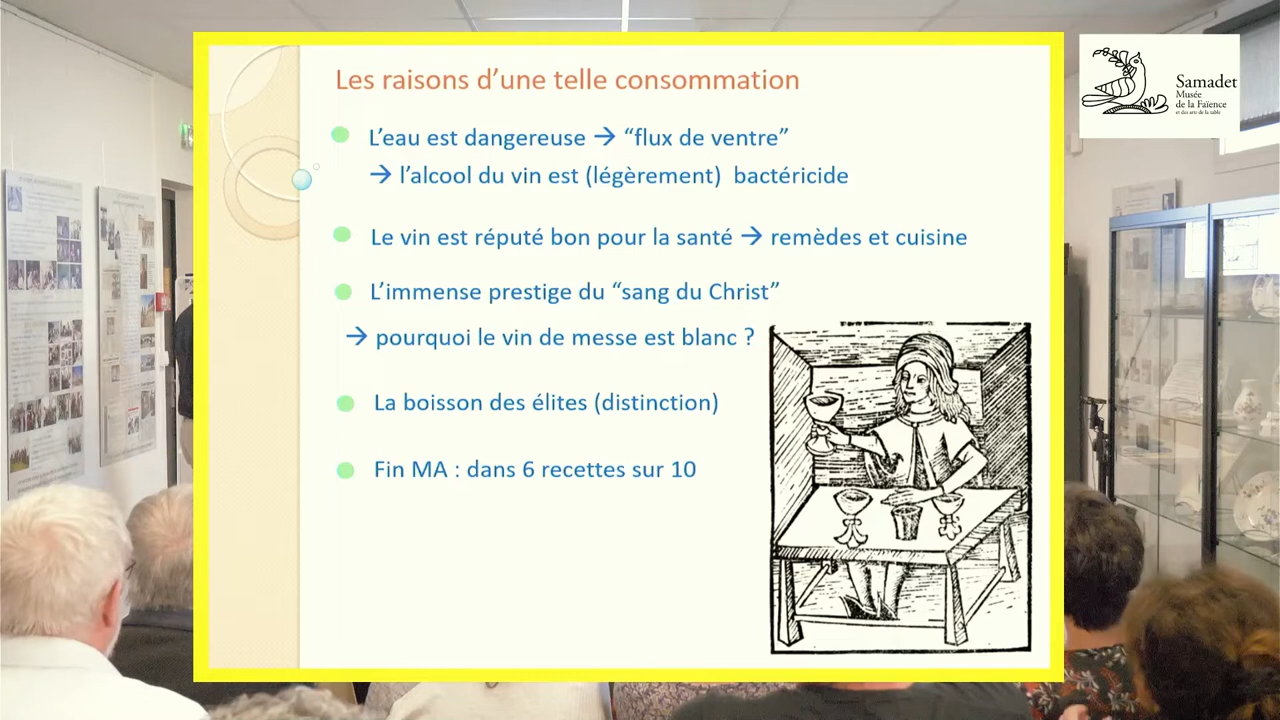 Les raisons d’une telle consommation
L’eau est dangereuse → “flux de ventre”
→ l’alcool du vin est (légèrement) bactéricide
Le vin est réputé bon pour la santé → remèdes et cuisine
L’immense prestige du “sang du Christ”
→ pourquoi le vin de messe est blanc ?
La boisson des élites (distinction)
Fin MA : dans 6 recettes sur 10
Samadet
Musée
de la Faïence
et des arts de la table